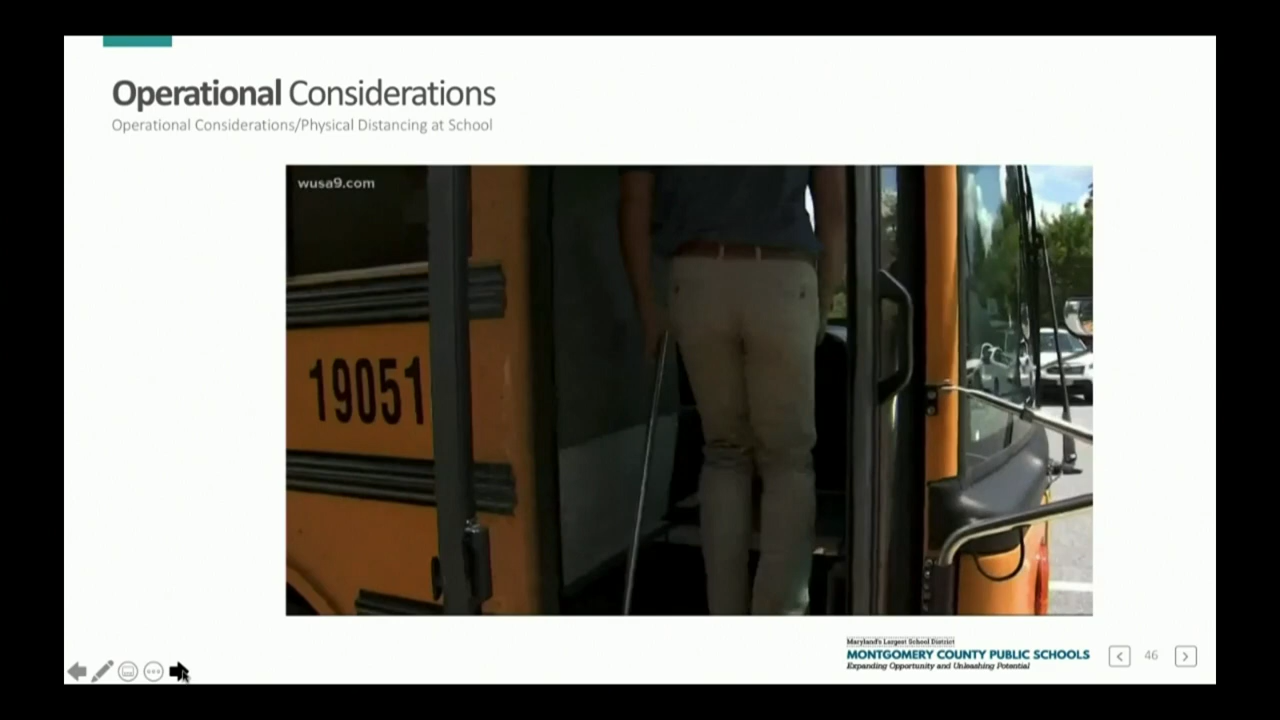 Operational Considerations
Operational Considerations/Physical Distancing at School
wusa9.com
19051
Maryland's Largest School District
MONTGOMERY COUNTY PUBLIC SCHOOLS
Expanding Opportunity and Unleashing Potential
46